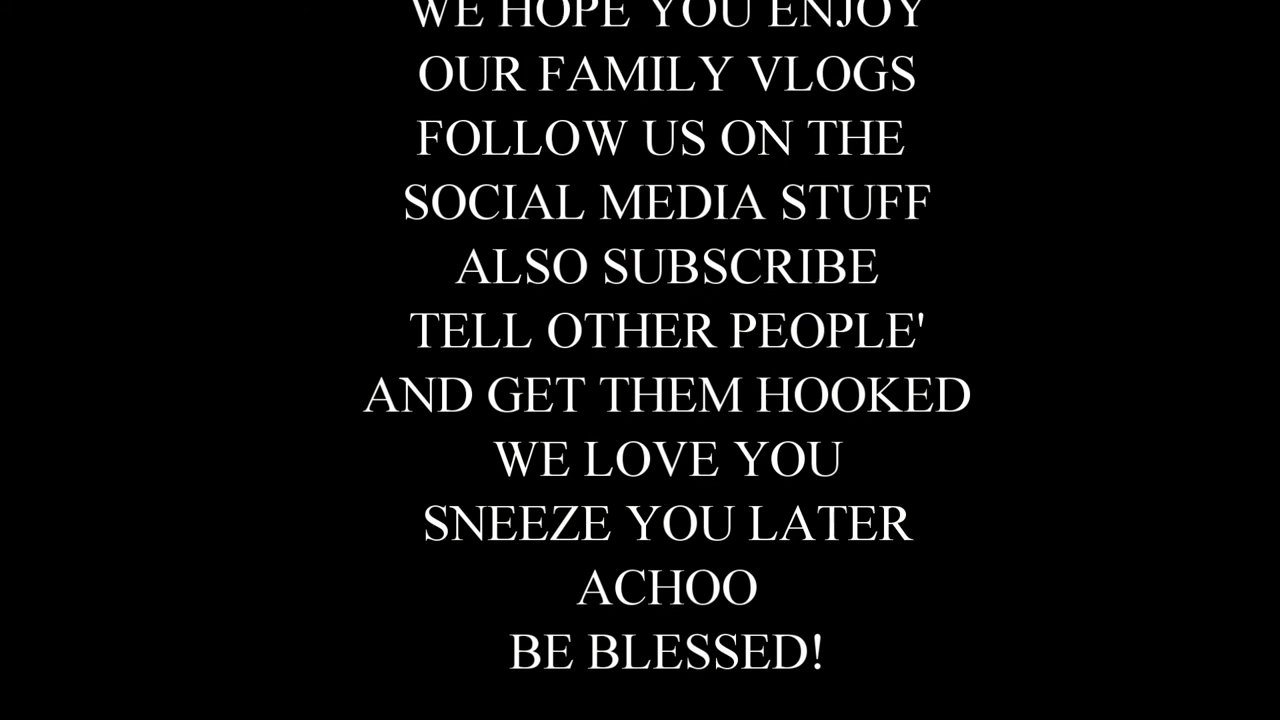 WE HOPE YOU ENJOY
OUR FAMILY VLOGS
FOLLOW US ON THE
SOCIAL MEDIA STUFF
ALSO SUBSCRIBE
TELL OTHER PEOPLE'
AND GET THEM HOOKED
WE LOVE YOU
SNEEZE YOU LATER
ACHOO
BE BLESSED!